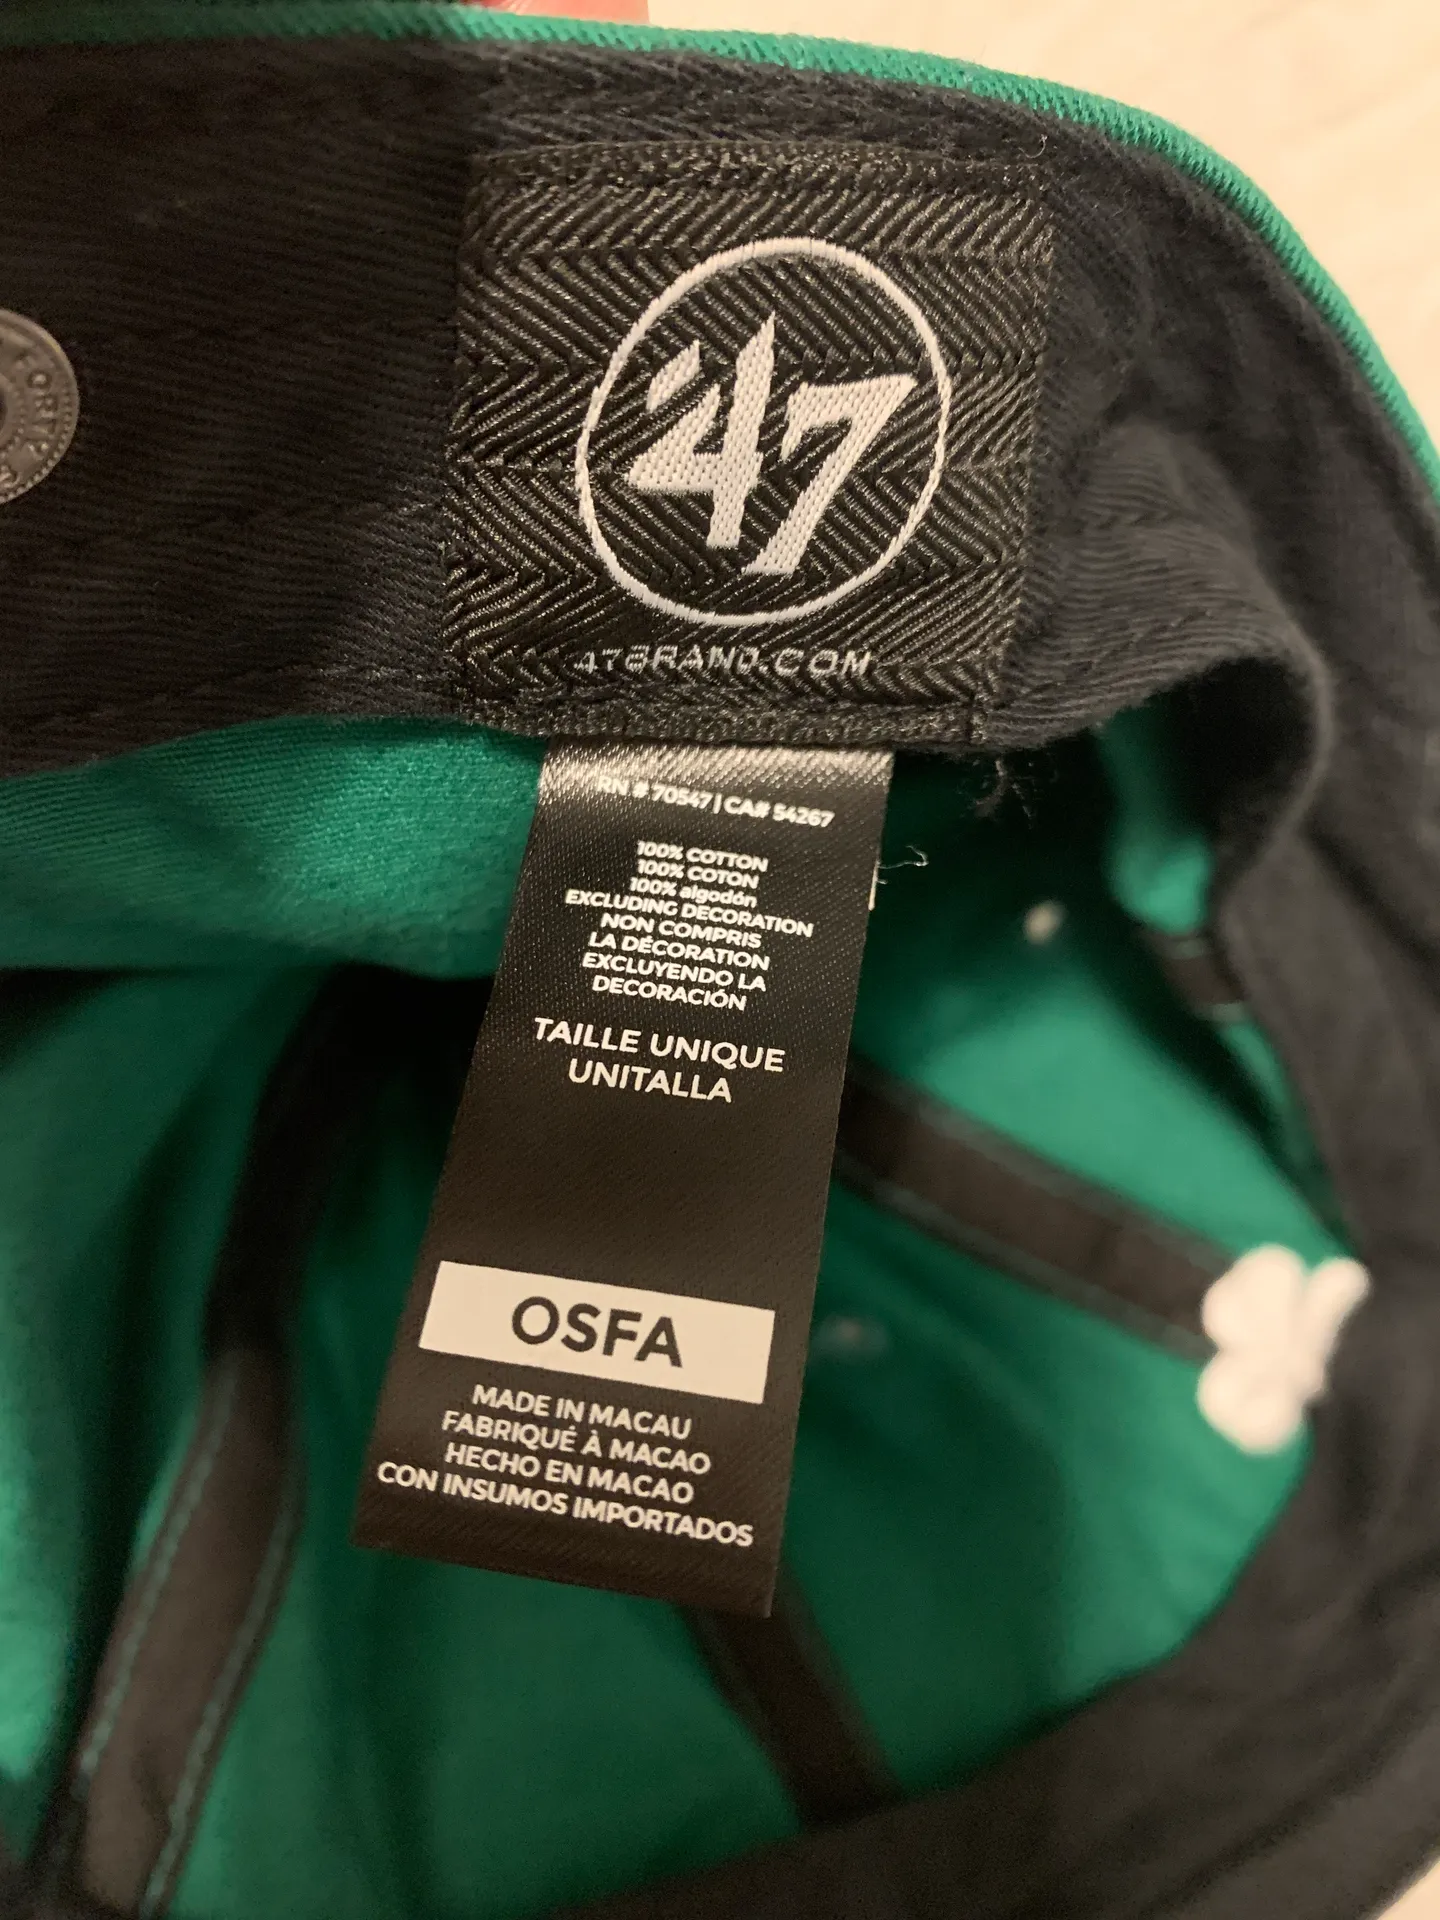 '47
47BRAND.COM
RN # 70547 | CA# 54267
100% COTTON
100% COTON
100% algodón
EXCLUDING DECORATION
NON COMPRIS
LA DÉCORATION
EXCLUYENDO LA
DECORACIÓN
TAILLE UNIQUE
UNITALLA
OSFA
MADE IN MACAU
FABRIQUÉ À MACAO
HECHO EN MACAO
CON INSUMOS IMPORTADOS